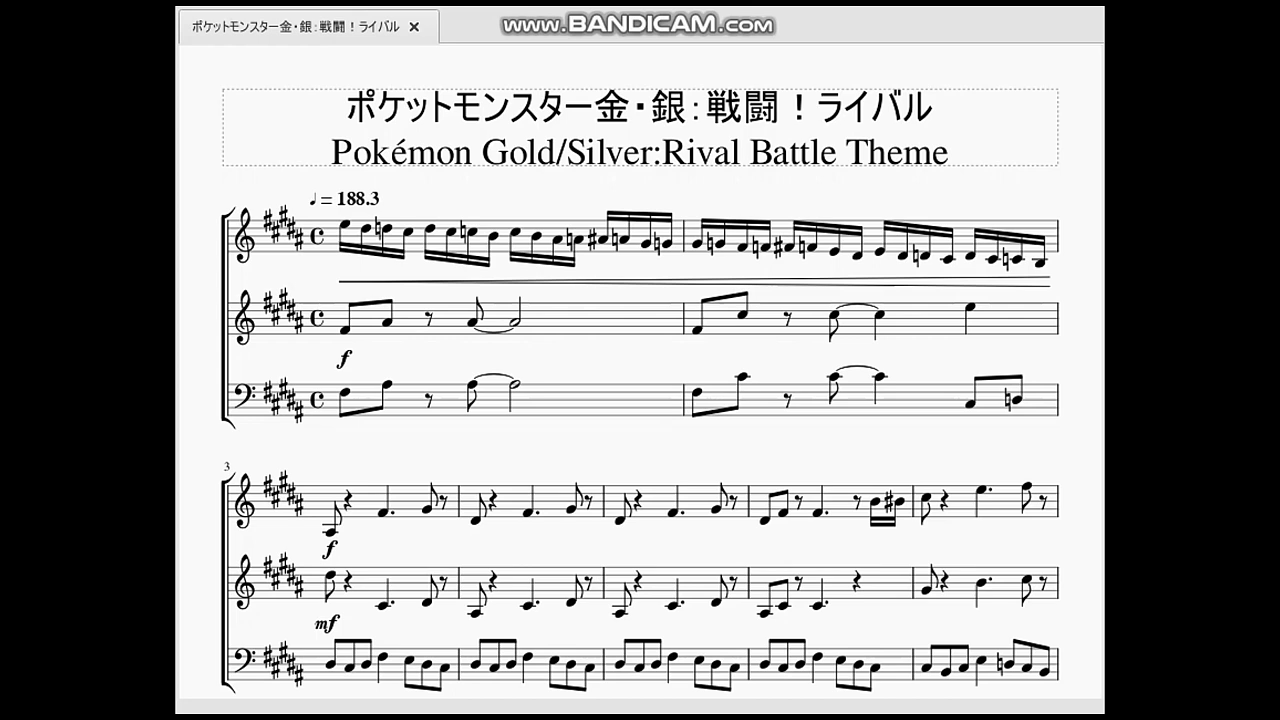 ポケットモンスター金・銀:戦闘！ライバル ×
www.BANDICAM.com
ポケットモンスター金・銀:戦闘！ライバル
Pokémon Gold/Silver:Rival Battle Theme
♩= 188.3
f
3
f
mf